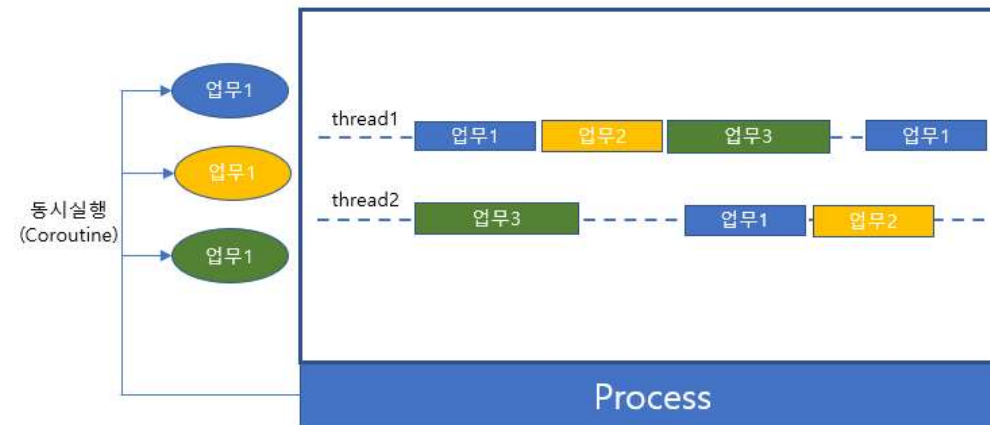 업무1
thread1
업무1
업무2
업무3
업무1
업무1
thread2
동시실행
(Coroutine)
업무3
업무1
업무2
업무1
Process